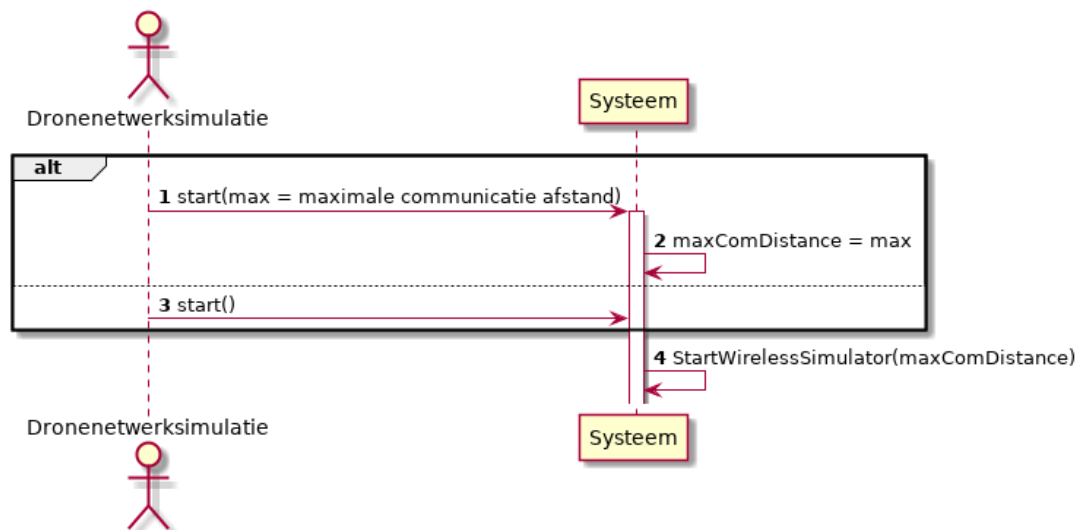 Dronenetwerksimulatie
Systeem
alt
1 start(max = maximale communicatie afstand)
2 maxComDistance = max
3 start()
4 StartWirelessSimulator(maxComDistance)
Dronenetwerksimulatie
Systeem